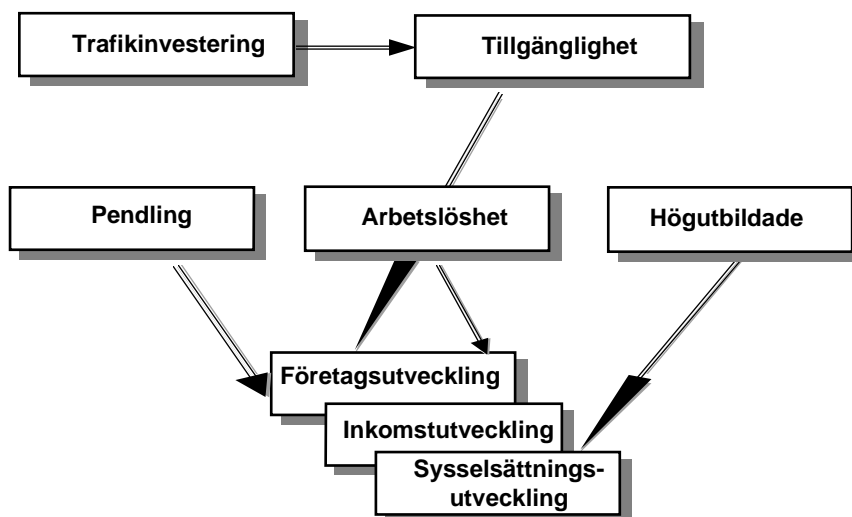 Trafikinvestering
Tillgänglighet
Pendling
Arbetslöshet
Högutbildade
Företagsutveckling
Inkomstutveckling
Sysselsättnings-
utveckling